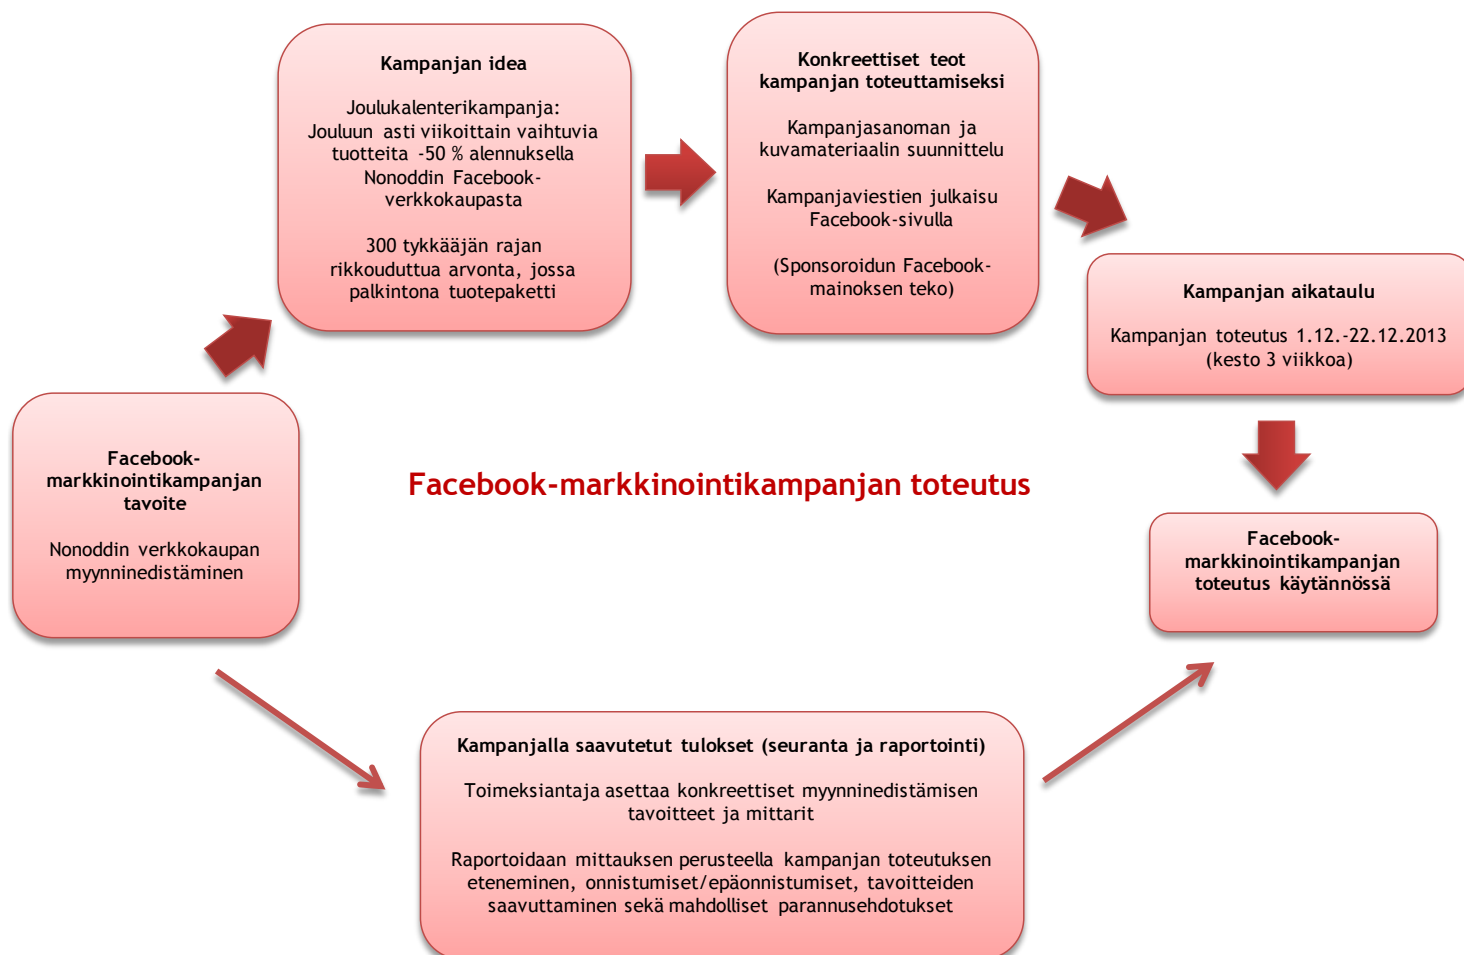 Kampanjan idea
Joulukalenterikampanja:
Jouluun asti viikoittain vaihtuvia
tuotteita -50 % alennuksella
Nonoddin Facebook-
verkkokaupasta
300 tykkääjän rajan
rikkouduttua arvonta, jossa
palkintona tuotepaketti
Konkreettiset teot
kampanjan toteuttamiseksi
Kampanjasanoman ja
kuvamateriaalin suunnittelu
Kampanjaviestien julkaisu
Facebook-sivulla
(Sponsoroidun Facebook-
mainoksen teko)
Kampanjan aikataulu
Kampanjan toteutus 1.12.-22.12.2013
(kesto 3 viikkoa)
Facebook-
markkinointikampanjan
tavoite
Nonoddin verkkokaupan
myynninedistäminen
Facebook-markkinointikampanjan toteutus
Facebook-
markkinointikampanjan
toteutus käytännössä
Kampanjalla saavutetut tulokset (seuranta ja raportointi)
Toimeksiantaja asettaa konkreettiset myynninedistämisen
tavoitteet ja mittarit
Raportoidaan mittauksen perusteella kampanjan toteutuksen
eteneminen, onnistumiset/epäonnistumiset, tavoitteiden
saavuttaminen sekä mahdolliset parannusehdotukset